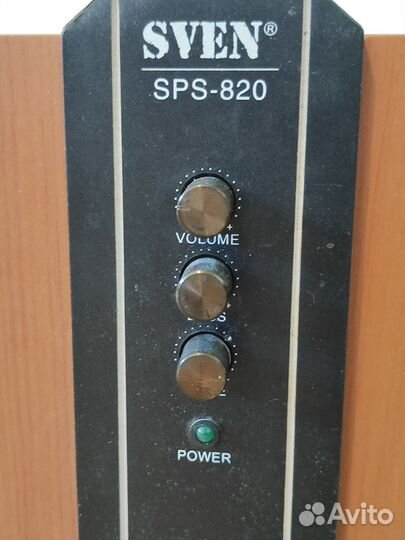 SVEN®
SPS-820
+
VOLUME
+
POWER
Avito